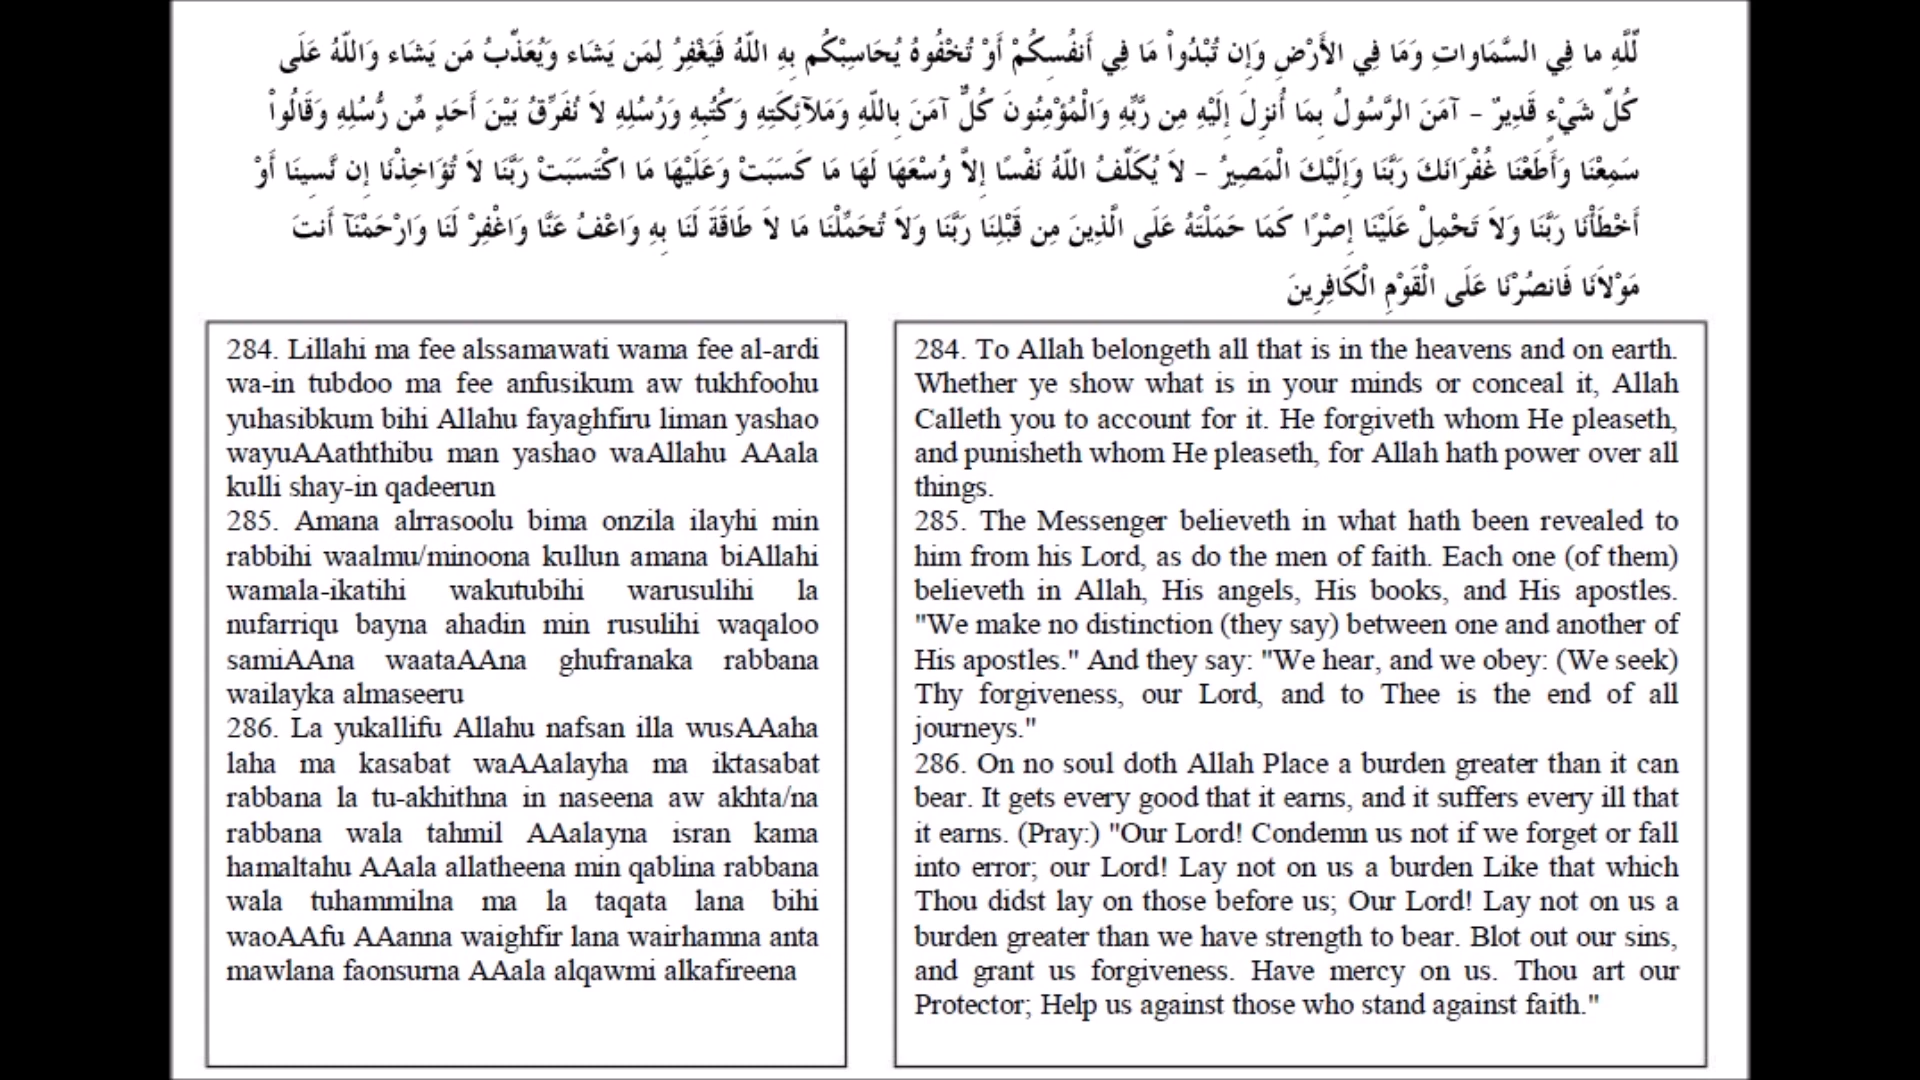 لِّلَّهِ ما فِي السَّمَاواتِ وَمَا فِي الأَرْضِ وَإِن تُبْدُواْ مَا فِي أَنفُسِكُمْ أَوْ تُخْفُوهُ يُحَاسِبْكُم بِهِ اللّهُ فَيَغْفِرُ لِمَن يَشَاء وَيُعَذِّبُ مَن يَشَاء وَاللّهُ عَلَى
كُلِّ شَيْءٍ قَدِيرٌ - آمَنَ الرَّسُولُ بِمَا أُنزِلَ إِلَيْهِ مِن رَّبِّهِ وَالْمُؤْمِنُونَ كُلٌّ آمَنَ بِاللّهِ وَمَلآئِكَتِهِ وَكُتُبِهِ وَرُسُلِهِ لاَ نُفَرِّقُ بَيْنَ أَحَدٍ مِّن رُّسُلِهِ وَقَالُواْ
سَمِعْنَا وَأَطَعْنَا غُفْرَانَكَ رَبَّنَا وَإِلَيْكَ الْمَصِيرُ - لاَ يُكَلِّفُ اللّهُ نَفْسًا إِلاَّ وُسْعَهَا لَهَا مَا كَسَبَتْ وَعَلَيْهَا مَا اكْتَسَبَتْ رَبَّنَا لاَ تُؤَاخِذْنَا إِن نَّسِينَا أَوْ
أَخْطَأْنَا رَبَّنَا وَلاَ تَحْمِلْ عَلَيْنَا إِصْرًا كَمَا حَمَلْتَهُ عَلَى الَّذِينَ مِن قَبْلِنَا رَبَّنَا وَلاَ تُحَمِّلْنَا مَا لاَ طَاقَةَ لَنَا بِهِ وَاعْفُ عَنَّا وَاغْفِرْ لَنَا وَارْحَمْنَآ أَنتَ
مَوْلاَنَا فَانصُرْنَا عَلَى الْقَوْمِ الْكَافِرِينَ
284. Lillahi ma fee alssamawati wama fee al-ardi
wa-in tubdoo ma fee anfusikum aw tukhfoohu
yuhasibkum bihi Allahu fayaghfiru liman yashao
wayuAAaththibu man yashao waAllahu AAala
kulli shay-in qadeerun
285. Amana alrrasoolu bima onzila ilayhi min
rabbihi waalmu/minoona kullun amana biAllahi
wamala-ikatihi wakutubihi warusulihi la
nufarriqu bayna ahadin min rusulihi waqaloo
samiAAna waataAAna ghufranaka rabbana
wailayka almaseeru
286. La yukallifu Allahu nafsan illa wusAAaha
laha ma kasabat waAAalayha ma iktasabat
rabbana la tu-akhithna in naseena aw akhta/na
rabbana wala tahmil AAalayna isran kama
hamaltahu AAala allatheena min qablina rabbana
wala tuhammilna ma la taqata lana bihi
waoAAfu AAanna waighfir lana wairhamna anta
mawlana faonsurna AAala alqawmi alkafireena
284. To Allah belongeth all that is in the heavens and on earth.
Whether ye show what is in your minds or conceal it, Allah
Calleth you to account for it. He forgiveth whom He pleaseth,
and punisheth whom He pleaseth, for Allah hath power over all
things.
285. The Messenger believeth in what hath been revealed to
him from his Lord, as do the men of faith. Each one (of them)
believeth in Allah, His angels, His books, and His apostles.
"We make no distinction (they say) between one and another of
His apostles." And they say: "We hear, and we obey: (We seek)
Thy forgiveness, our Lord, and to Thee is the end of all
journeys."
286. On no soul doth Allah Place a burden greater than it can
bear. It gets every good that it earns, and it suffers every ill that
it earns. (Pray:) "Our Lord! Condemn us not if we forget or fall
into error; our Lord! Lay not on us a burden Like that which
Thou didst lay on those before us; Our Lord! Lay not on us a
burden greater than we have strength to bear. Blot out our sins,
and grant us forgiveness. Have mercy on us. Thou art our
Protector; Help us against those who stand against faith."